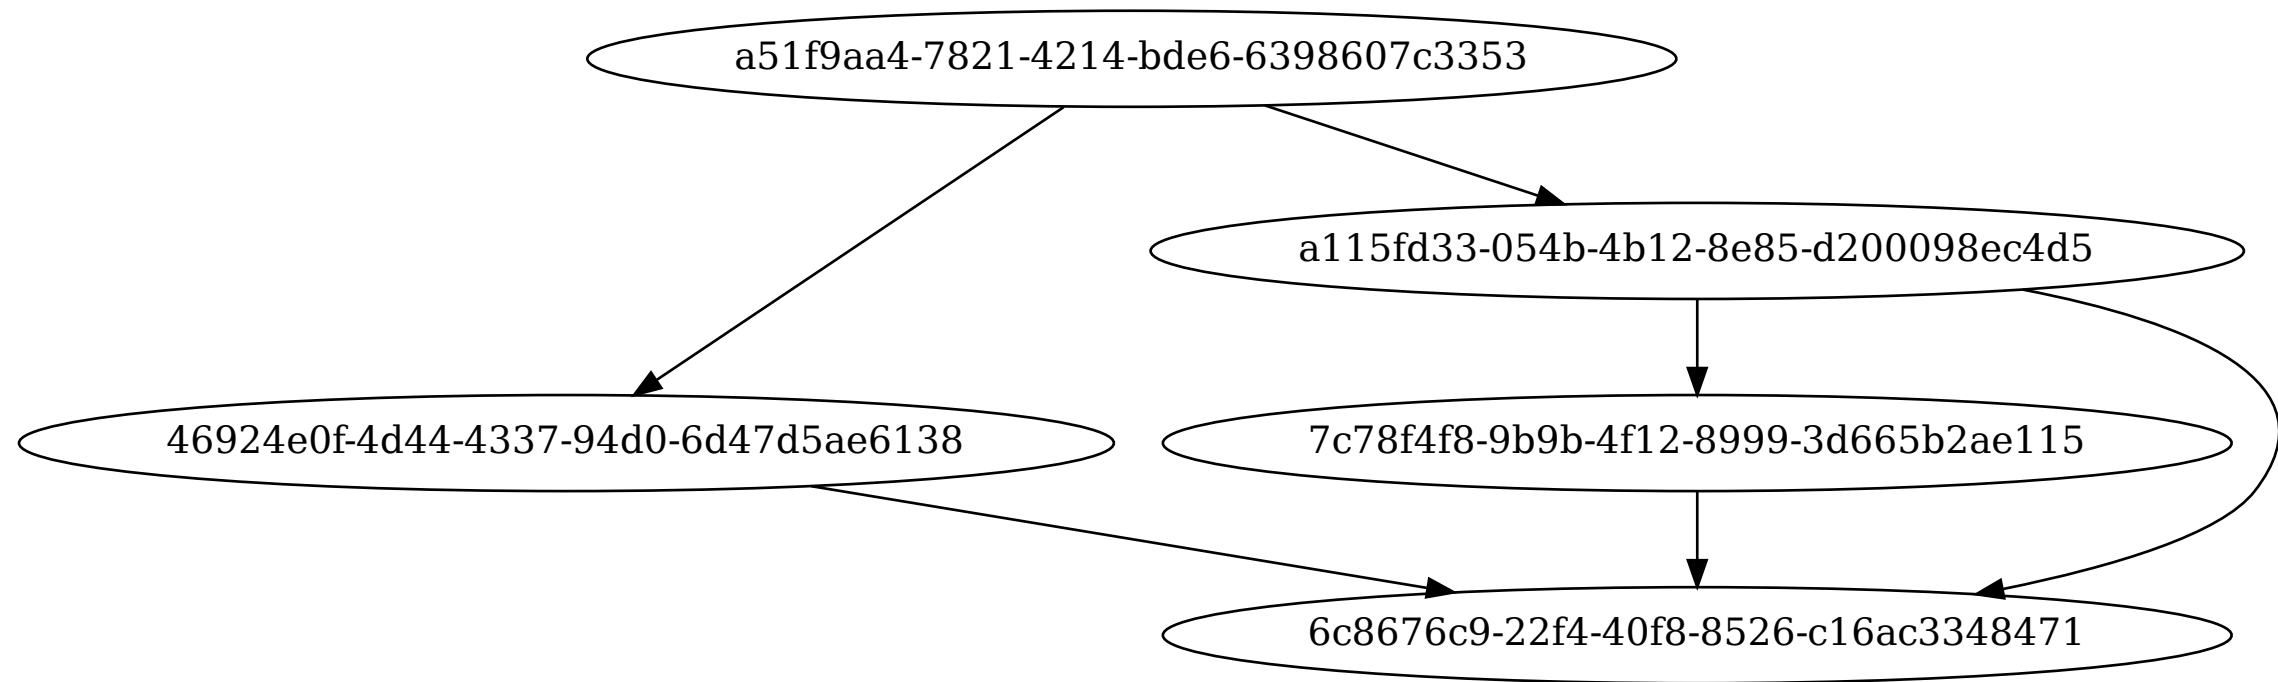 a51f9aa4-7821-4214-bde6-6398607c3353
a115fd33-054b-4b12-8e85-d200098ec4d5
46924e0f-4d44-4337-94d0-6d47d5ae6138
7c78f4f8-9b9b-4f12-8999-3d665b2ae115
6c8676c9-22f4-40f8-8526-c16ac3348471